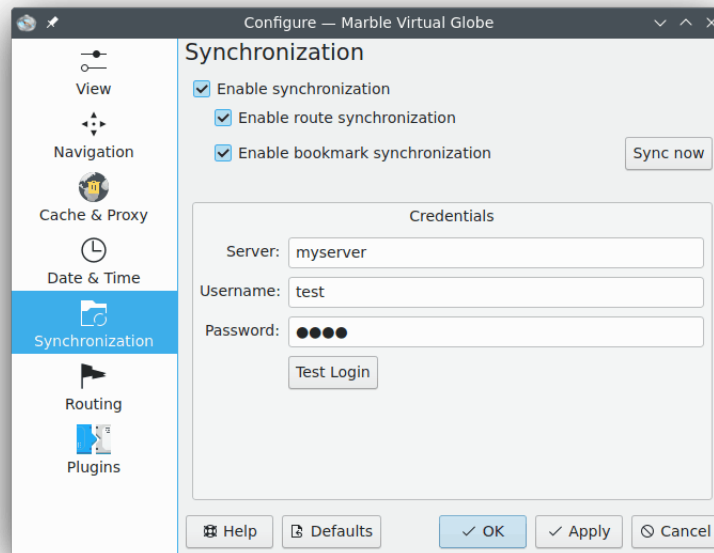 Configure — Marble Virtual Globe
View
Navigation
Cache & Proxy
Date & Time
Synchronization
Routing
Plugins
Synchronization
Enable synchronization
Enable route synchronization
Enable bookmark synchronization
Sync now
Credentials
Server: myserver
Username: test
Password: ●●●●
Test Login
Help Defaults OK Apply Cancel